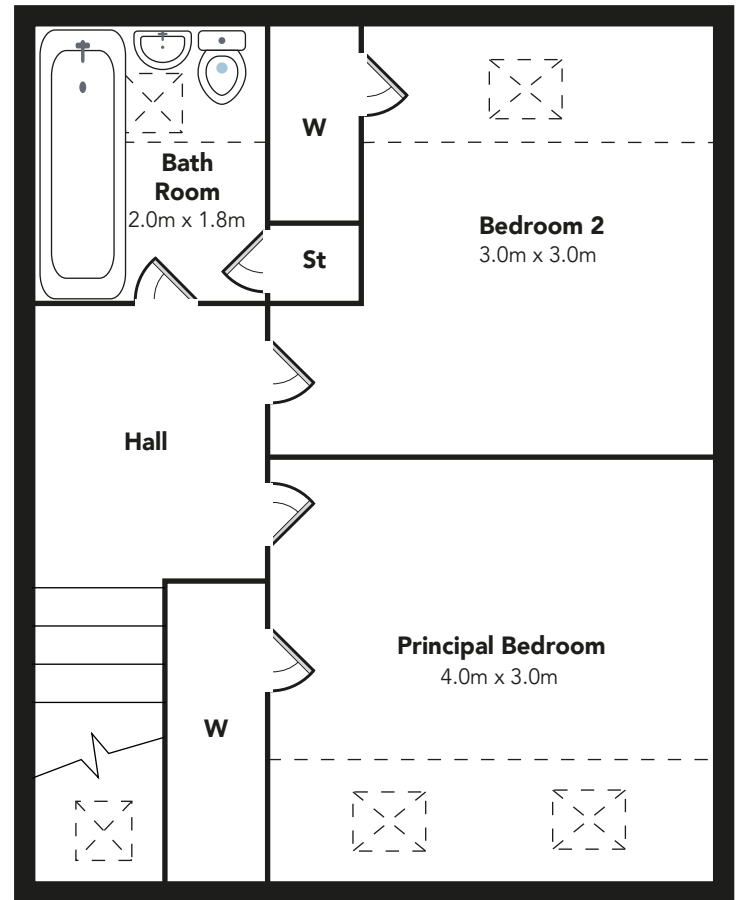 W
Bath
Room
2.0m x 1.8m
Bedroom 2
3.0m x 3.0m
St
Hall
Principal Bedroom
4.0m x 3.0m
W